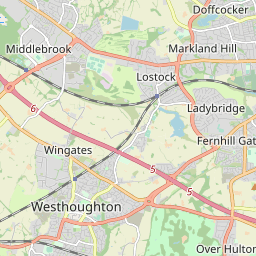 Doffcocker
Middlebrook
Markland Hill
Lostock
Ladybridge
6
Fernhill Gat
Wingates
5
5
Westhoughton
Over Hulton